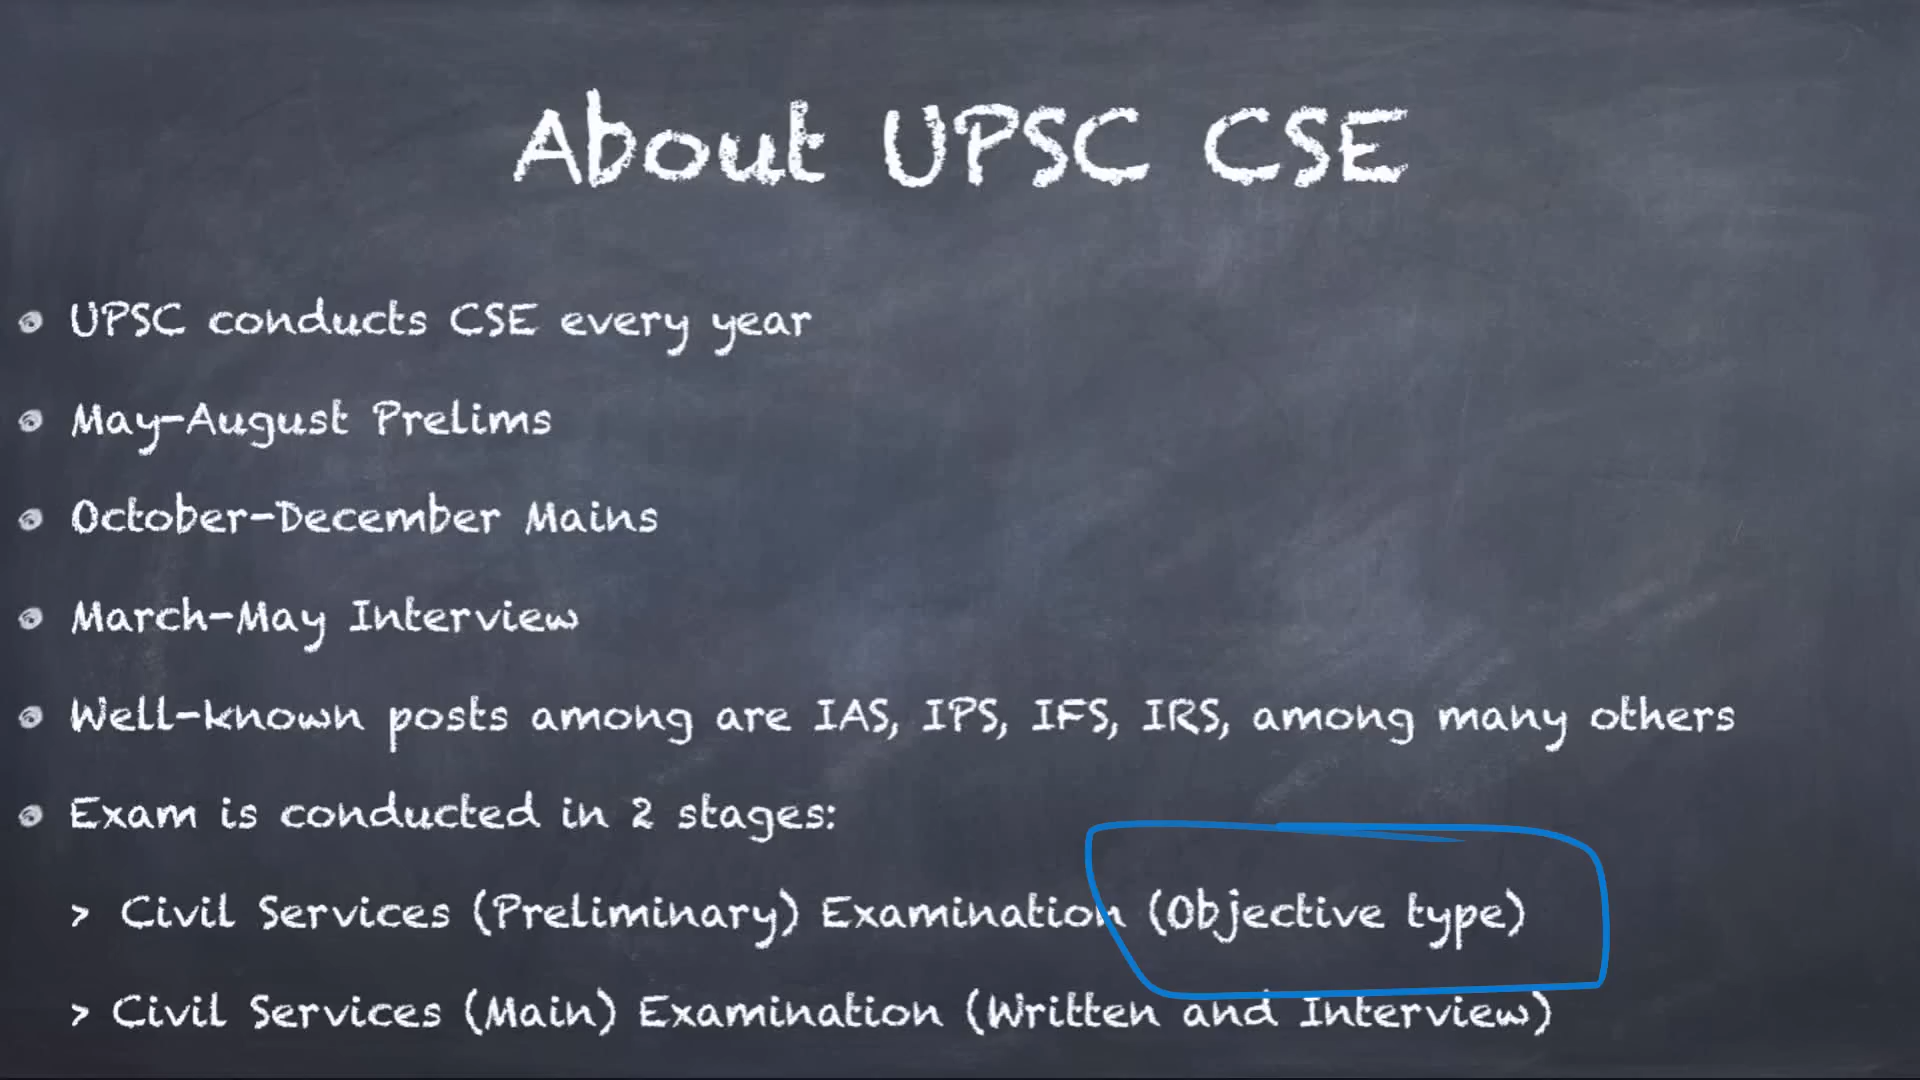 About UPSC CSE
UPSC conducts CSE every year
May-August Prelims
October-December Mains
March-May Interview
Well-known posts among are IAS, IPS, IFS, IRS, among many others
Exam is conducted in 2 stages:
> Civil Services (Preliminary) Examination (Objective type)
> Civil Services (Main) Examination (Written and Interview)